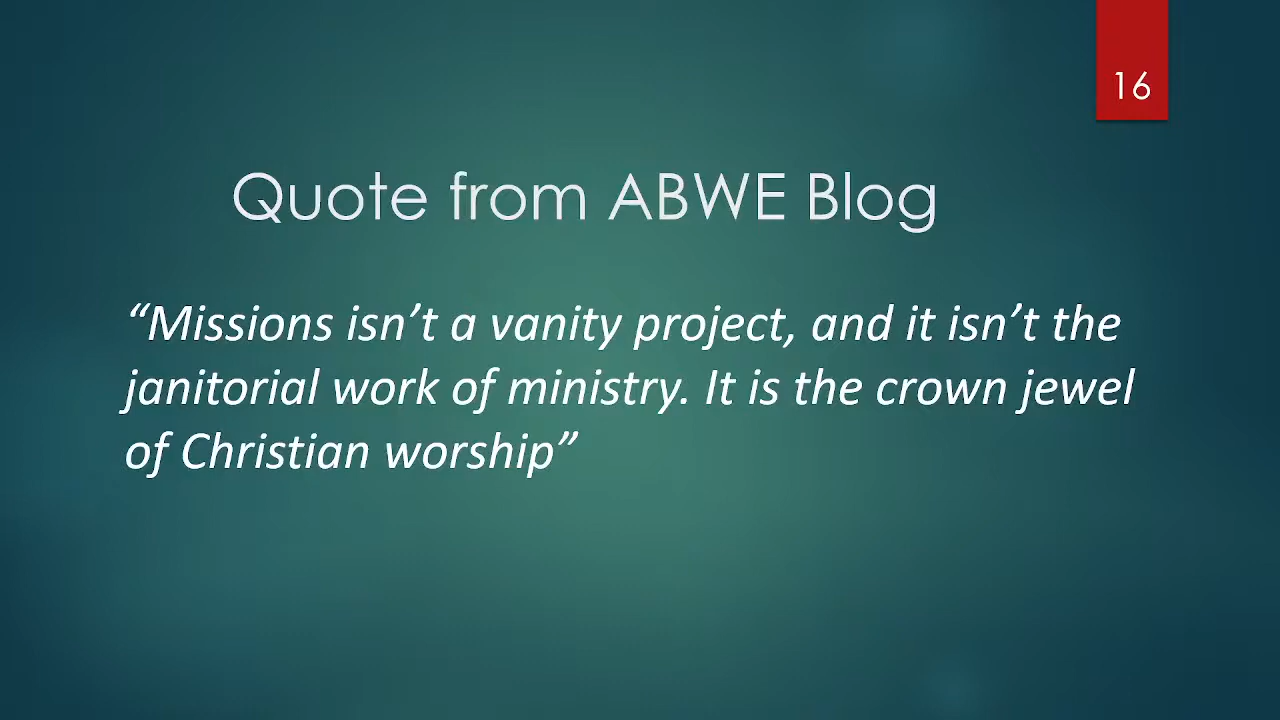 16
Quote from ABWE Blog
“Missions isn’t a vanity project, and it isn’t the
janitorial work of ministry. It is the crown jewel
of Christian worship”